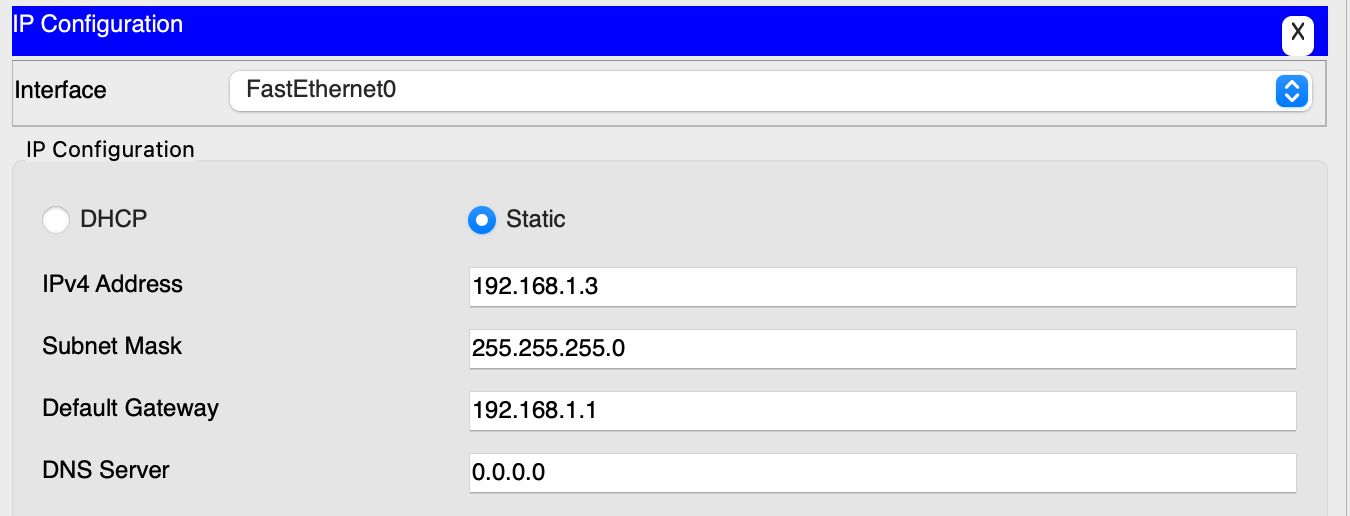 IP Configuration
X
Interface FastEthernet0
IP Configuration
DHCP Static
IPv4 Address 192.168.1.3
Subnet Mask 255.255.255.0
Default Gateway 192.168.1.1
DNS Server 0.0.0.0